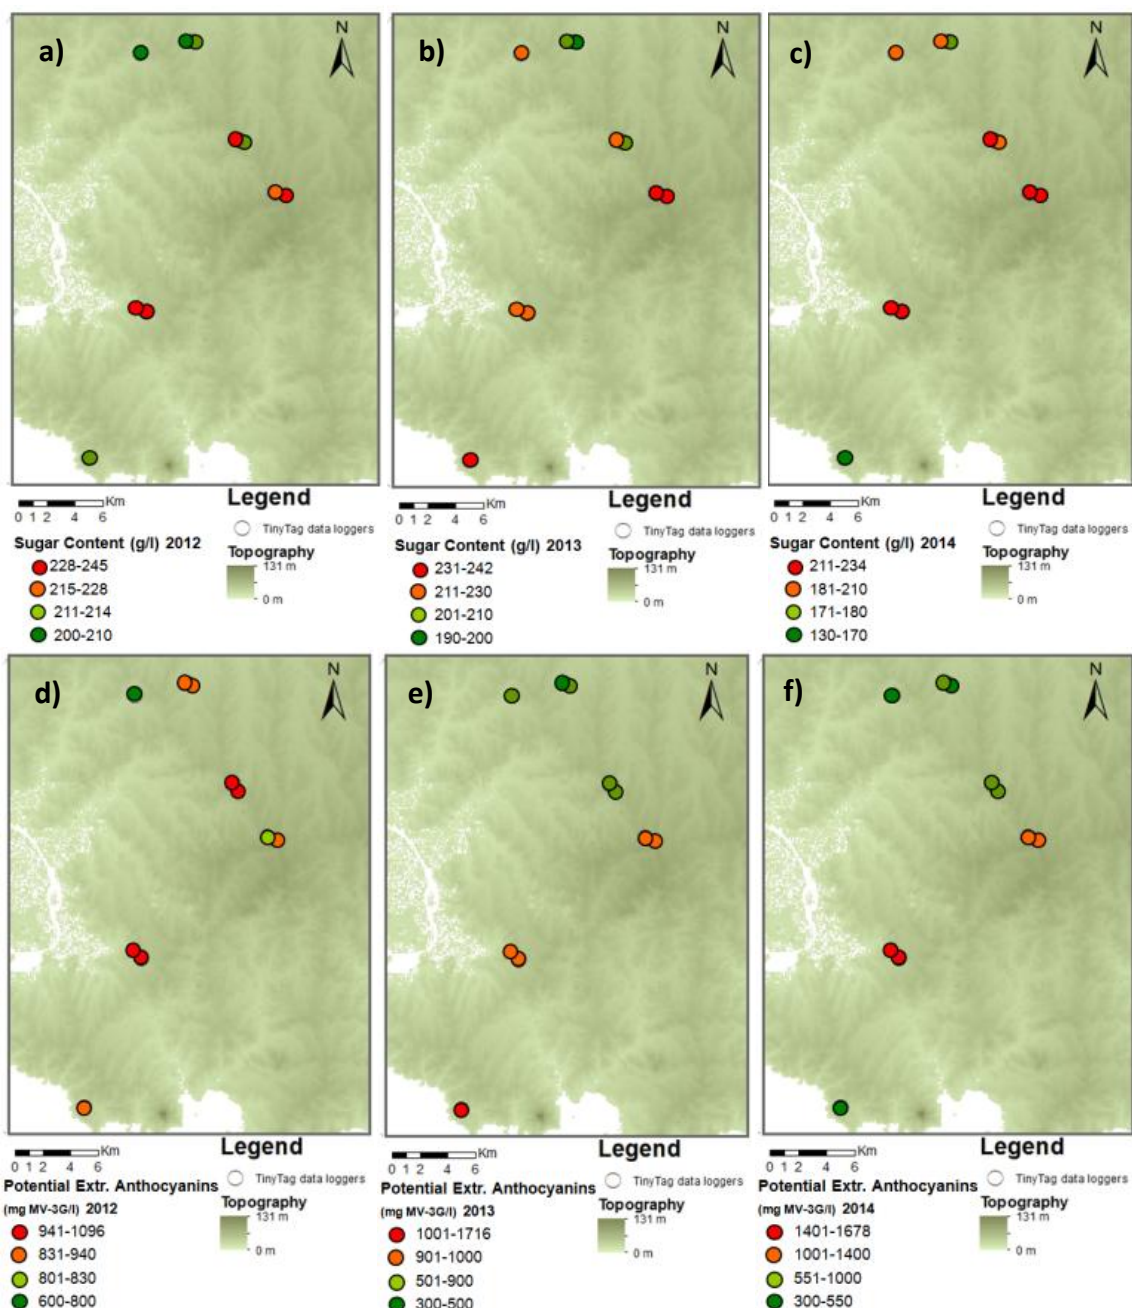 a)
N
b)
N
c)
N
Km
0 1 2 4 6
Legend
TinyTag data loggers
Sugar Content (g/l) 2012
228-245
215-228
211-214
200-210
Topography
131 m
0 m
Km
0 1 2 4 6
Legend
TinyTag data loggers
Sugar Content (g/l) 2013
231-242
211-230
201-210
190-200
Topography
131 m
0 m
Km
0 1 2 4 6
Legend
TinyTag data loggers
Sugar Content (g/l) 2014
211-234
181-210
171-180
130-170
Topography
131 m
0 m
d)
N
e)
N
f)
N
Km
0 1 2 4 6
Legend
TinyTag data loggers
Potential Extr. Anthocyanins
(mg MV-3G/l) 2012
941-1096
831-940
801-830
600-800
Topography
131 m
0 m
Km
0 1 2 4 6
Legend
TinyTag data loggers
Potential Extr. Anthocyanins
(mg MV-3G/l) 2013
1001-1716
901-1000
501-900
300-500
Topography
131 m
0 m
Km
0 1 2 4 6
Legend
TinyTag data loggers
Potential Extr. Anthocyanins
(mg MV-3G/l) 2014
1401-1678
1001-1400
551-1000
300-550
Topography
131 m
0 m